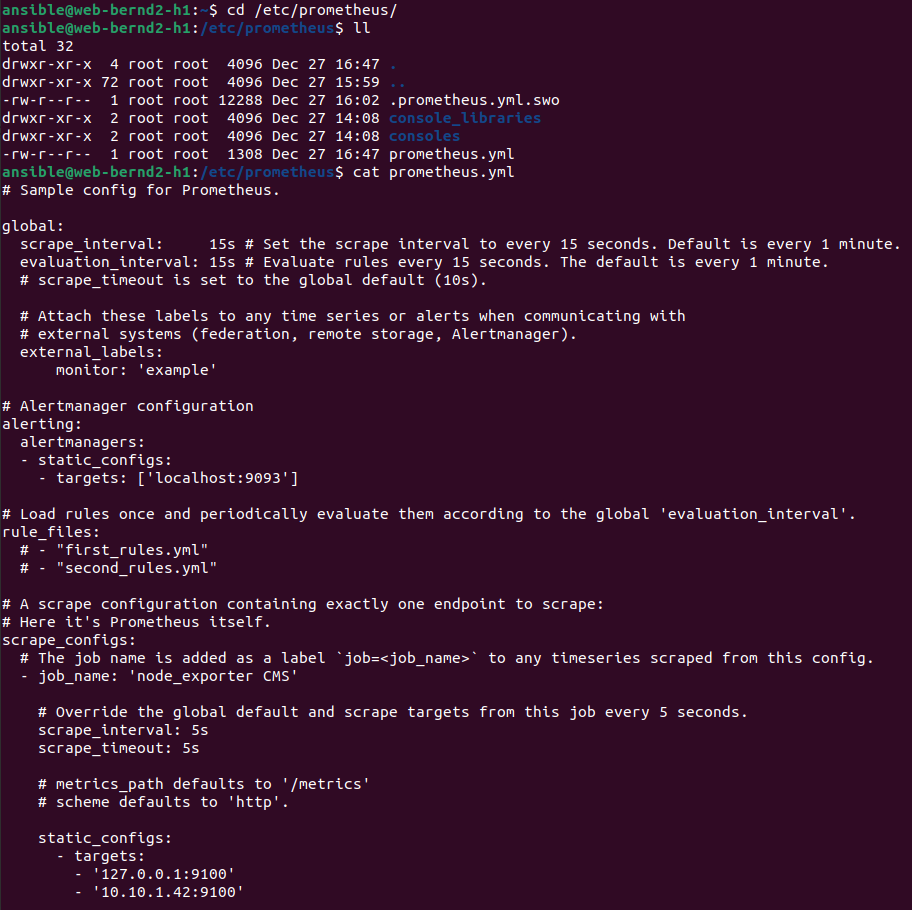 ansible@web-bernd2-h1:~$ cd /etc/prometheus/
ansible@web-bernd2-h1:/etc/prometheus$ ll
total 32
drwxr-xr-x  4 root root  4096 Dec 27 16:47 .
drwxr-xr-x 72 root root  4096 Dec 27 15:59 ..
-rw-r--r--  1 root root 12288 Dec 27 16:02 .prometheus.yml.swo
drwxr-xr-x  2 root root  4096 Dec 27 14:08 console_libraries
drwxr-xr-x  2 root root  4096 Dec 27 14:08 consoles
-rw-r--r--  1 root root  1308 Dec 27 16:47 prometheus.yml
ansible@web-bernd2-h1:/etc/prometheus$ cat prometheus.yml
# Sample config for Prometheus.

global:
  scrape_interval:     15s # Set the scrape interval to every 15 seconds. Default is every 1 minute.
  evaluation_interval: 15s # Evaluate rules every 15 seconds. The default is every 1 minute.
  # scrape_timeout is set to the global default (10s).

  # Attach these labels to any time series or alerts when communicating with
  # external systems (federation, remote storage, Alertmanager).
  external_labels:
      monitor: 'example'

# Alertmanager configuration
alerting:
  alertmanagers:
  - static_configs:
    - targets: ['localhost:9093']

# Load rules once and periodically evaluate them according to the global 'evaluation_interval'.
rule_files:
  # - "first_rules.yml"
  # - "second_rules.yml"

# A scrape configuration containing exactly one endpoint to scrape:
# Here it's Prometheus itself.
scrape_configs:
  # The job name is added as a label `job=<job_name>` to any timeseries scraped from this config.
  - job_name: 'node_exporter CMS'

    # Override the global default and scrape targets from this job every 5 seconds.
    scrape_interval: 5s
    scrape_timeout: 5s

    # metrics_path defaults to '/metrics'
    # scheme defaults to 'http'.

    static_configs:
      - targets:
        - '127.0.0.1:9100'
        - '10.10.1.42:9100'